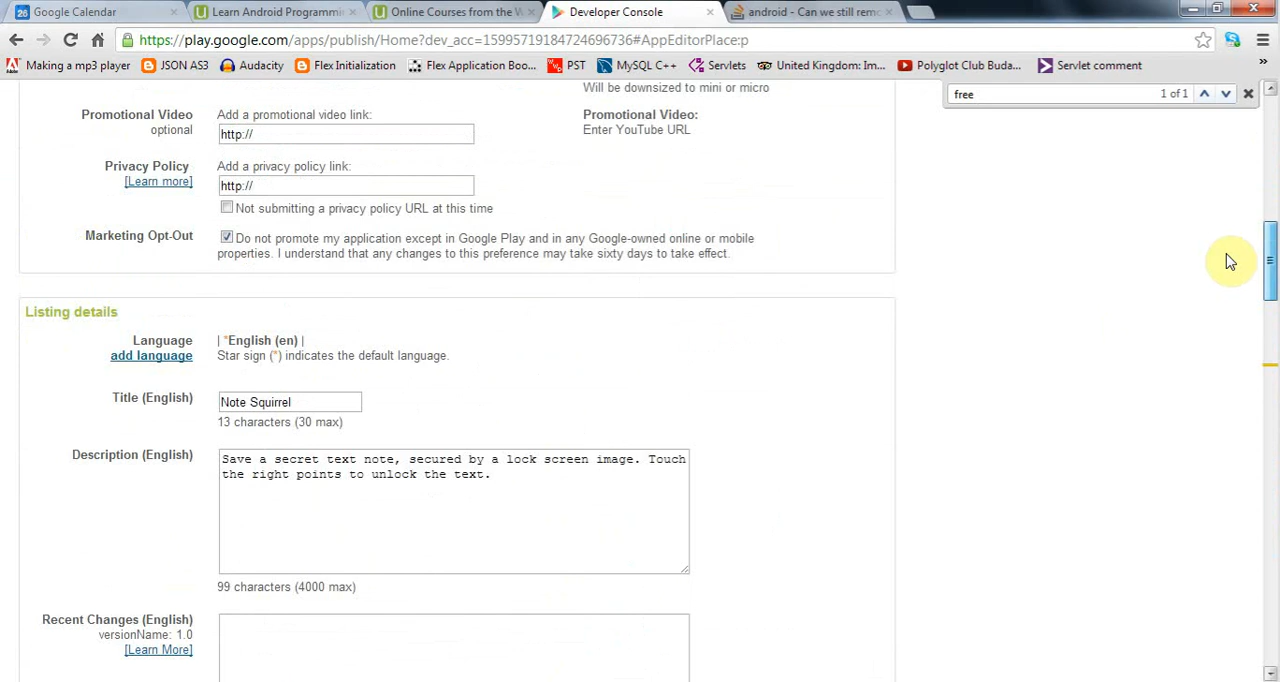 26 Google Calendar
Learn Android Programmi
Online Courses from the W
Developer Console
android - Can we still remo
https://play.google.com/apps/publish/Home?dev_acc=15995719184724696736#AppEditorPlace:p
Making a mp3 player
JSON AS3
Audacity
Flex Initialization
Flex Application Boo...
PST
MySQL C++
Servlets
United Kingdom: Im...
Polyglot Club Buda...
Servlet comment
»
free
1 of 1
Will be downsized to mini or micro
Promotional Video
optional
Add a promotional video link:
http://
Promotional Video:
Enter YouTube URL
Privacy Policy
[Learn more]
Add a privacy policy link:
http://
Not submitting a privacy policy URL at this time
Marketing Opt-Out
Do not promote my application except in Google Play and in any Google-owned online or mobile
properties. I understand that any changes to this preference may take sixty days to take effect.
Listing details
Language
add language
| *English (en) |
Star sign (*) indicates the default language.
Title (English)
Note Squirrel
13 characters (30 max)
Description (English)
Save a secret text note, secured by a lock screen image. Touch
the right points to unlock the text.
99 characters (4000 max)
Recent Changes (English)
versionName: 1.0
[Learn More]